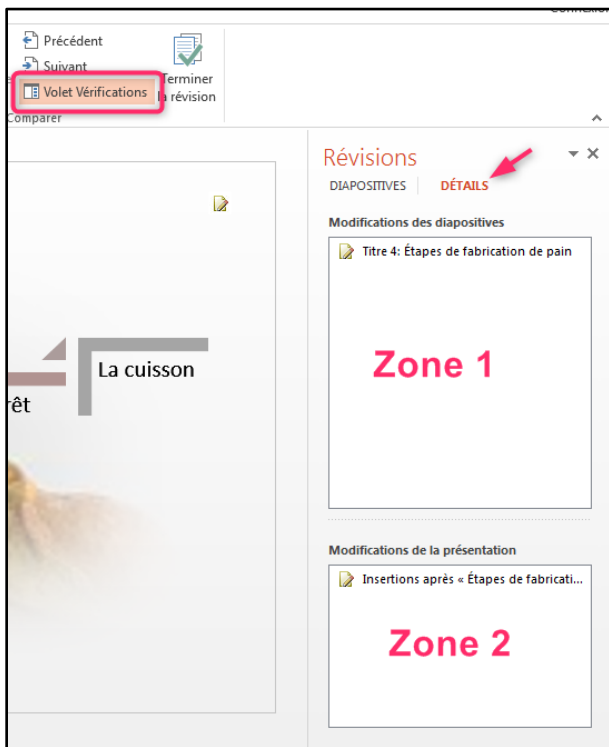 Précédent
Suivant
Volet Vérifications
Terminer
la révision
Comparer
Révisions
DIAPOSITIVES DÉTAILS
Modifications des diapositives
Titre 4: Étapes de fabrication de pain
Zone 1
La cuisson
rêt
Modifications de la présentation
Insertions après « Étapes de fabricati...
Zone 2